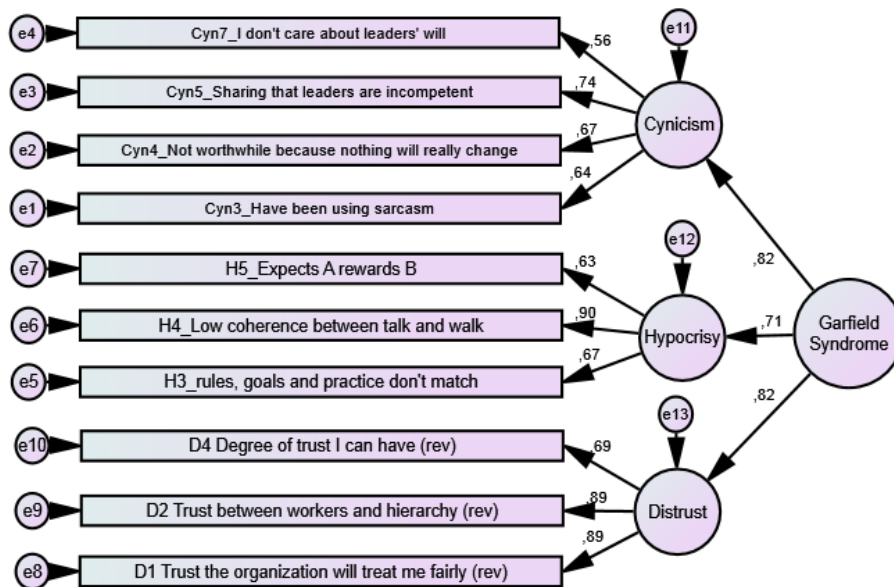 e4
Cyn7_I don't care about leaders' will
,56
e11
e3
Cyn5_Sharing that leaders are incompetent
,74
Cynicism
e2
Cyn4_Not worthwhile because nothing will really change
,67
e1
Cyn3_Have been using sarcasm
,64
,82
e7
H5_Expects A rewards B
,63
e12
e6
H4_Low coherence between talk and walk
,90
Hypocrisy
,71
Garfield
Syndrome
e5
H3_rules, goals and practice don't match
,67
,82
e10
D4 Degree of trust I can have (rev)
,69
e13
e9
D2 Trust between workers and hierarchy (rev)
,89
Distrust
e8
D1 Trust the organization will treat me fairly (rev)
,89